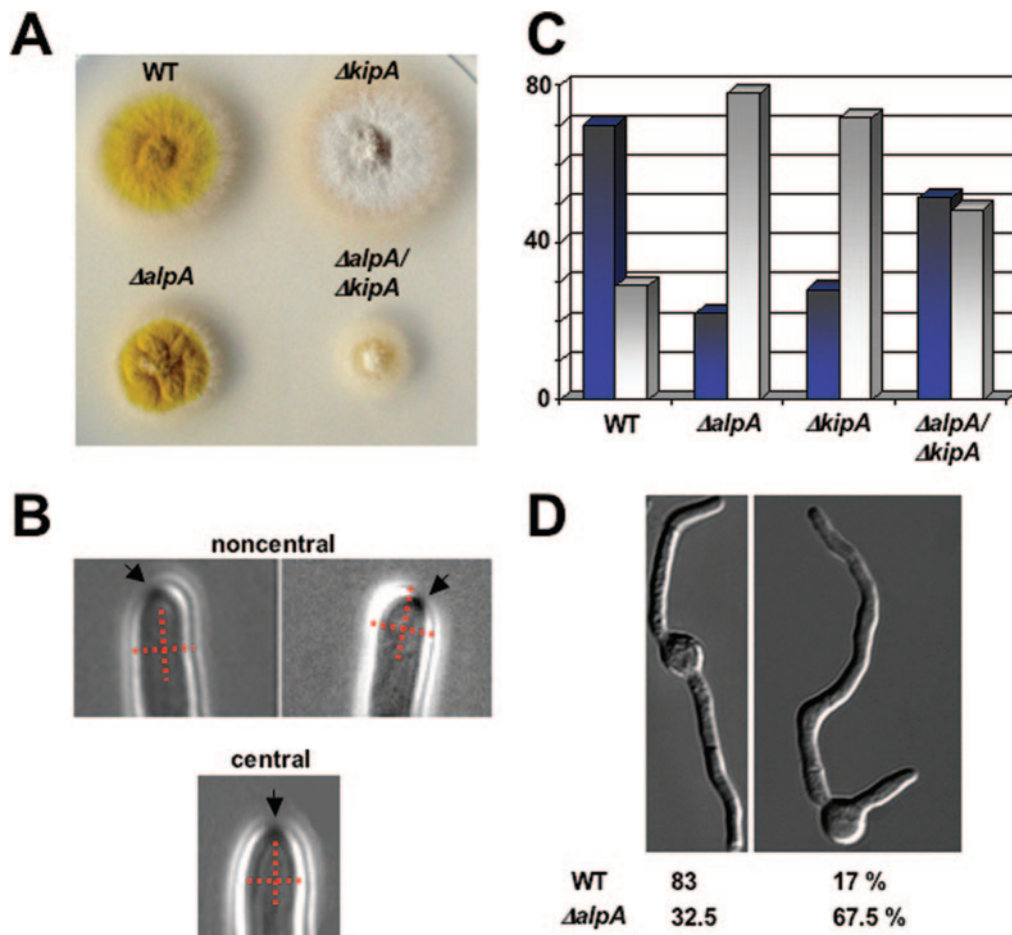 A
WT
ΔkipA
ΔalpA
ΔalpA/
ΔkipA
B
noncentral
central
C
80
40
0
WT
ΔalpA
ΔkipA
ΔalpA/
ΔkipA
D
WT 83 17 %
ΔalpA 32.5 67.5 %